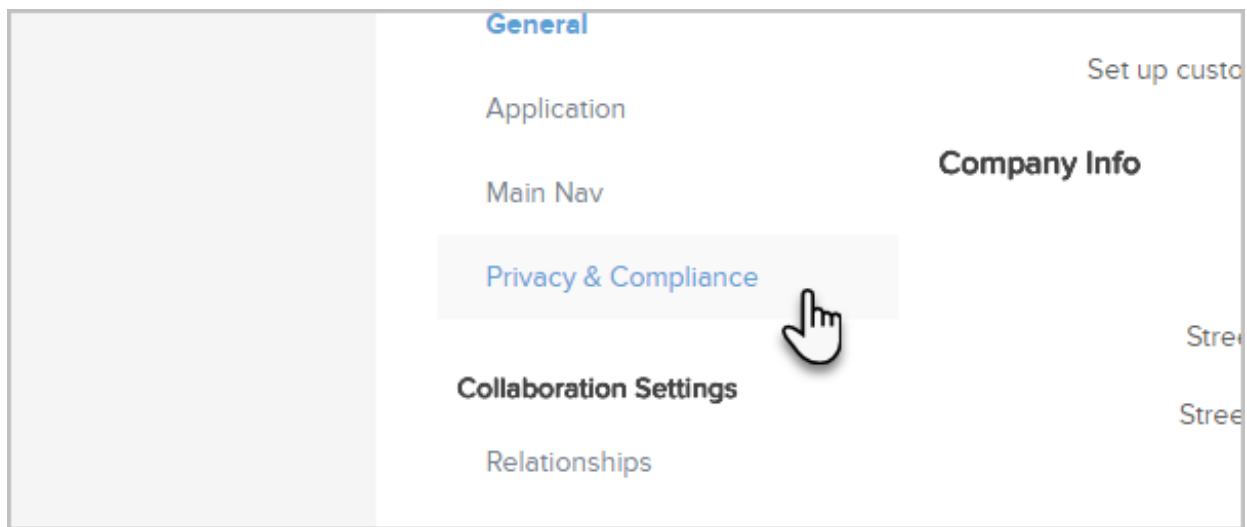 General
Application
Main Nav
Privacy & Compliance
Collaboration Settings
Relationships
Set up custo
Company Info
Stre
Stree